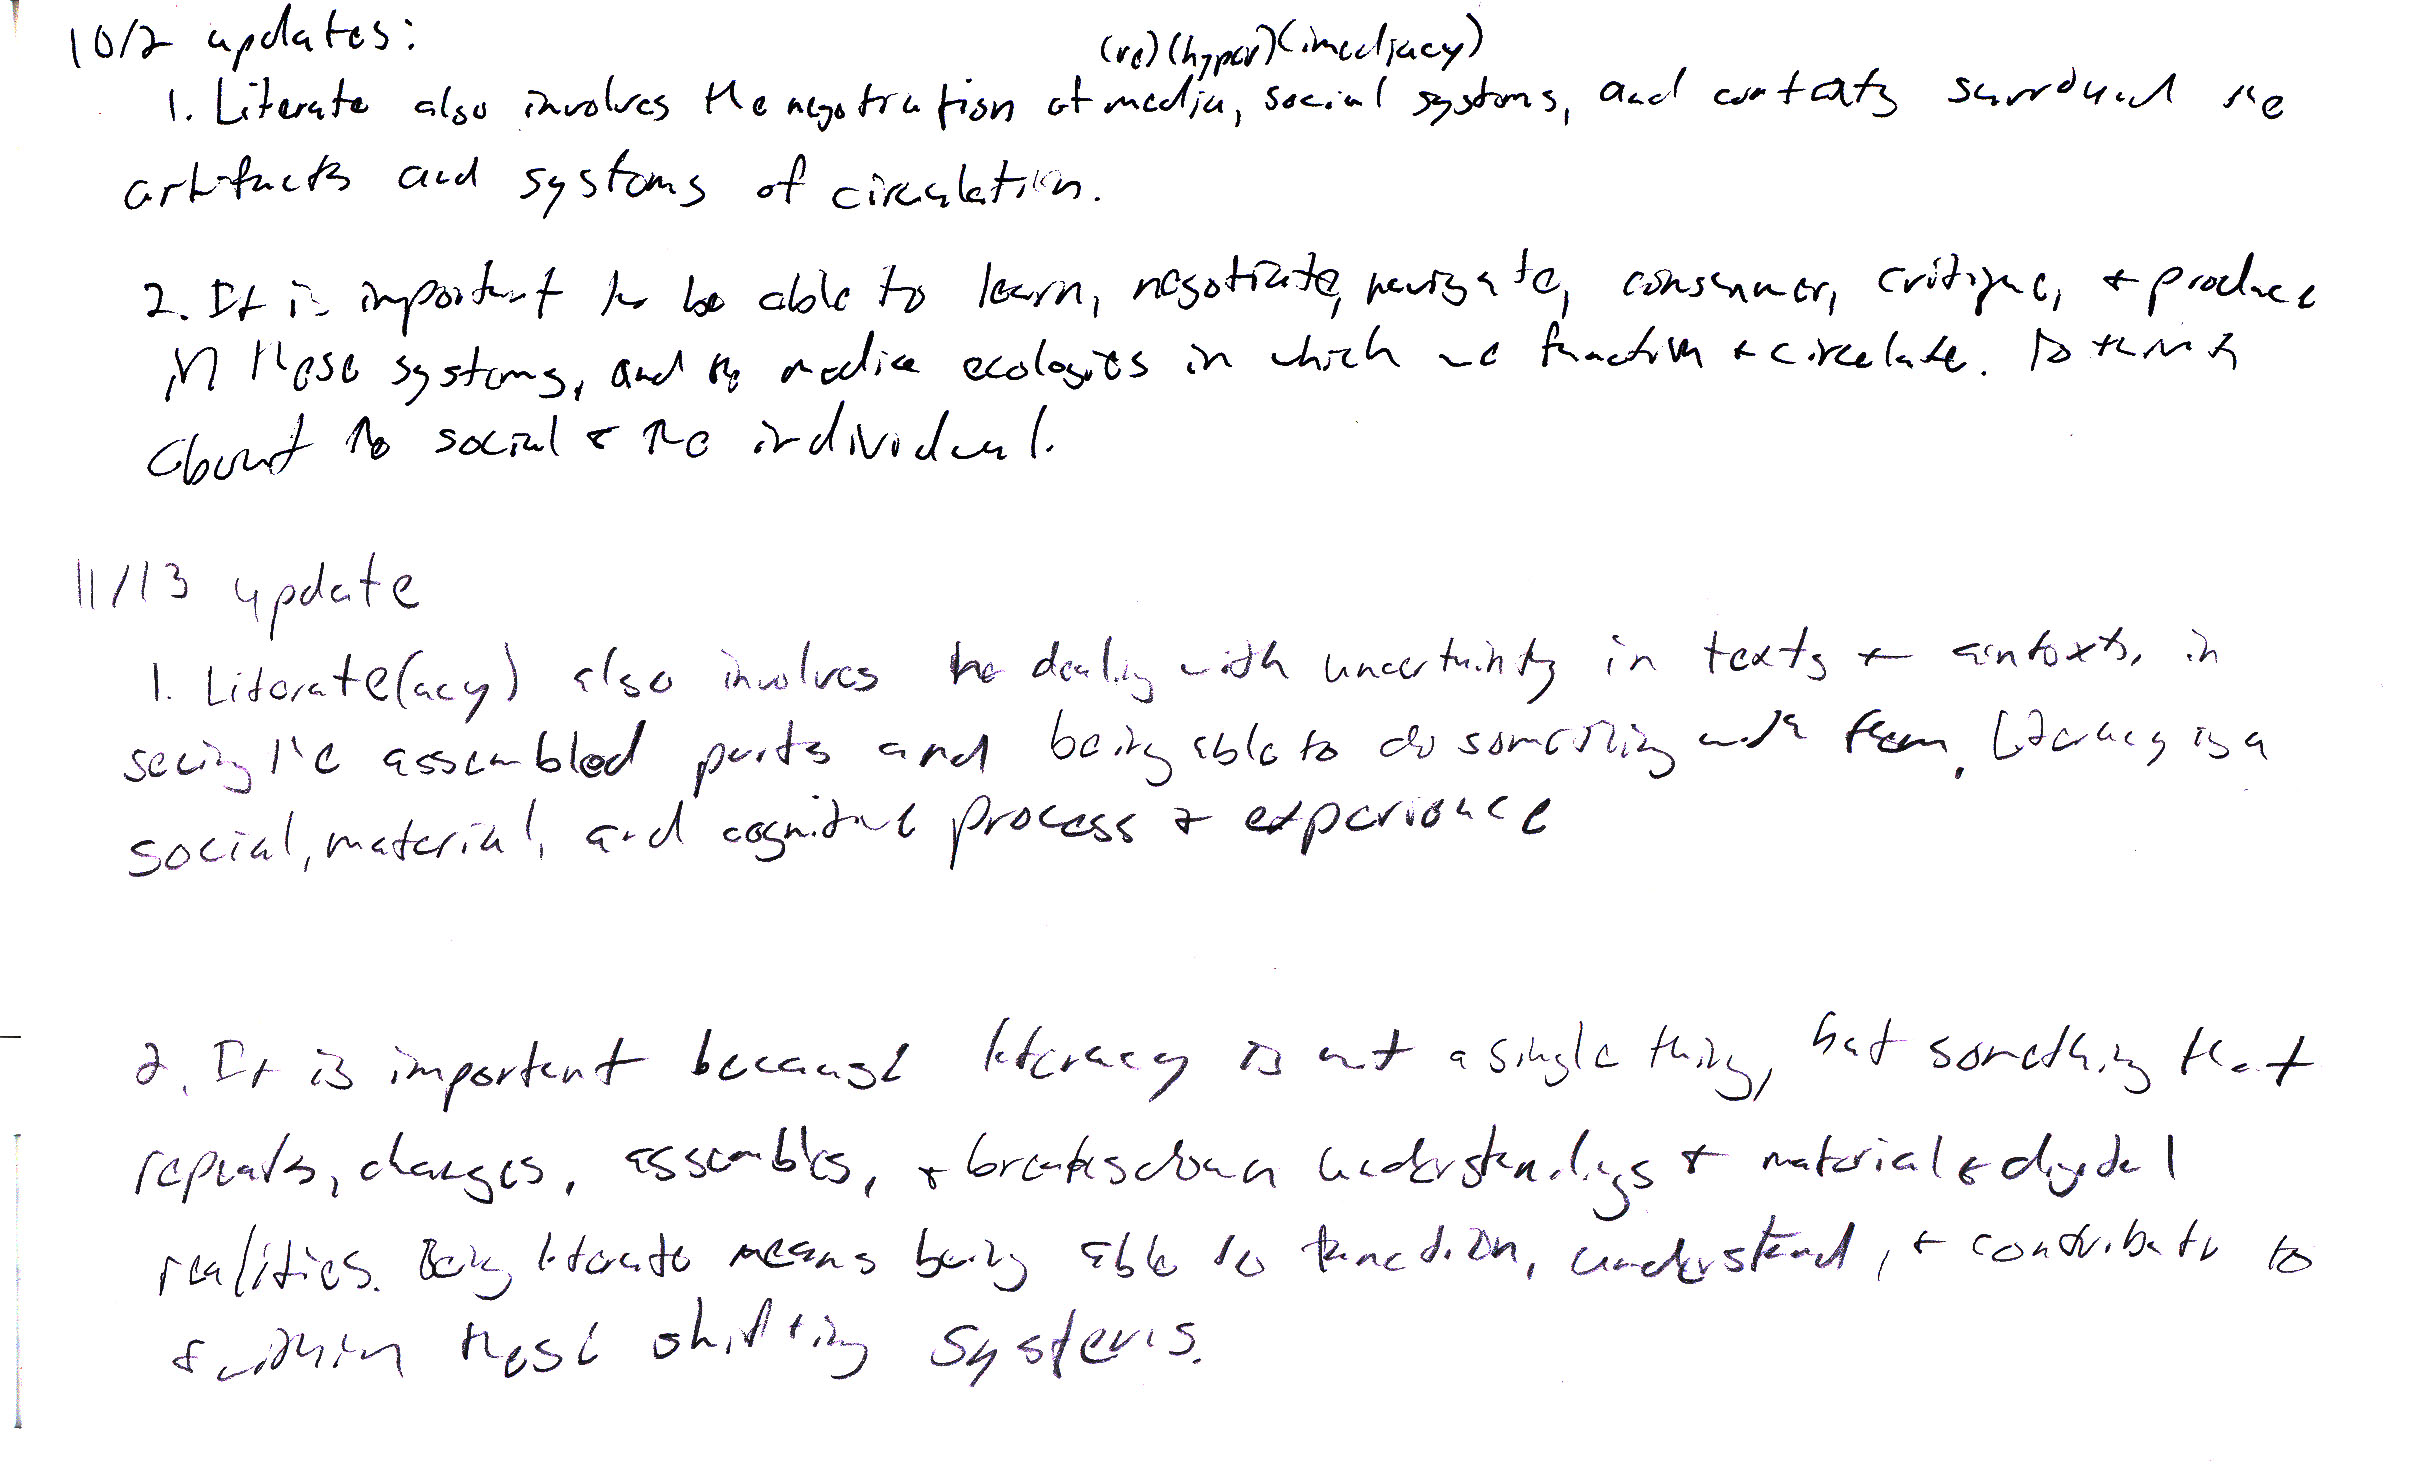 10/2 updates:
(re)(hyper)(imediacy)
1. Literate also involves the negotiation of media, social systems, and contexts surround the
artifacts and systems of circulation.
2. It is important to be able to learn, negotiate, navigate, consumer, critique, + produce
in these systems, and the media ecologies in which we function + circulate. To think
about the social & the individual.
11/13 update
1. Literate(acy) also involves the dealing with uncertainty in texts + contexts, in
seeing the assembled parts and being able to do something with them. Literacy is a
social, material, and cognitive process & experience
2. It is important because literacy is not a single thing, but something that
repeats, changes, assembles, + breaks down understandings + material & digital
realities. Being literate means being able to function, understand, + contribute to
& within these shifting systems.